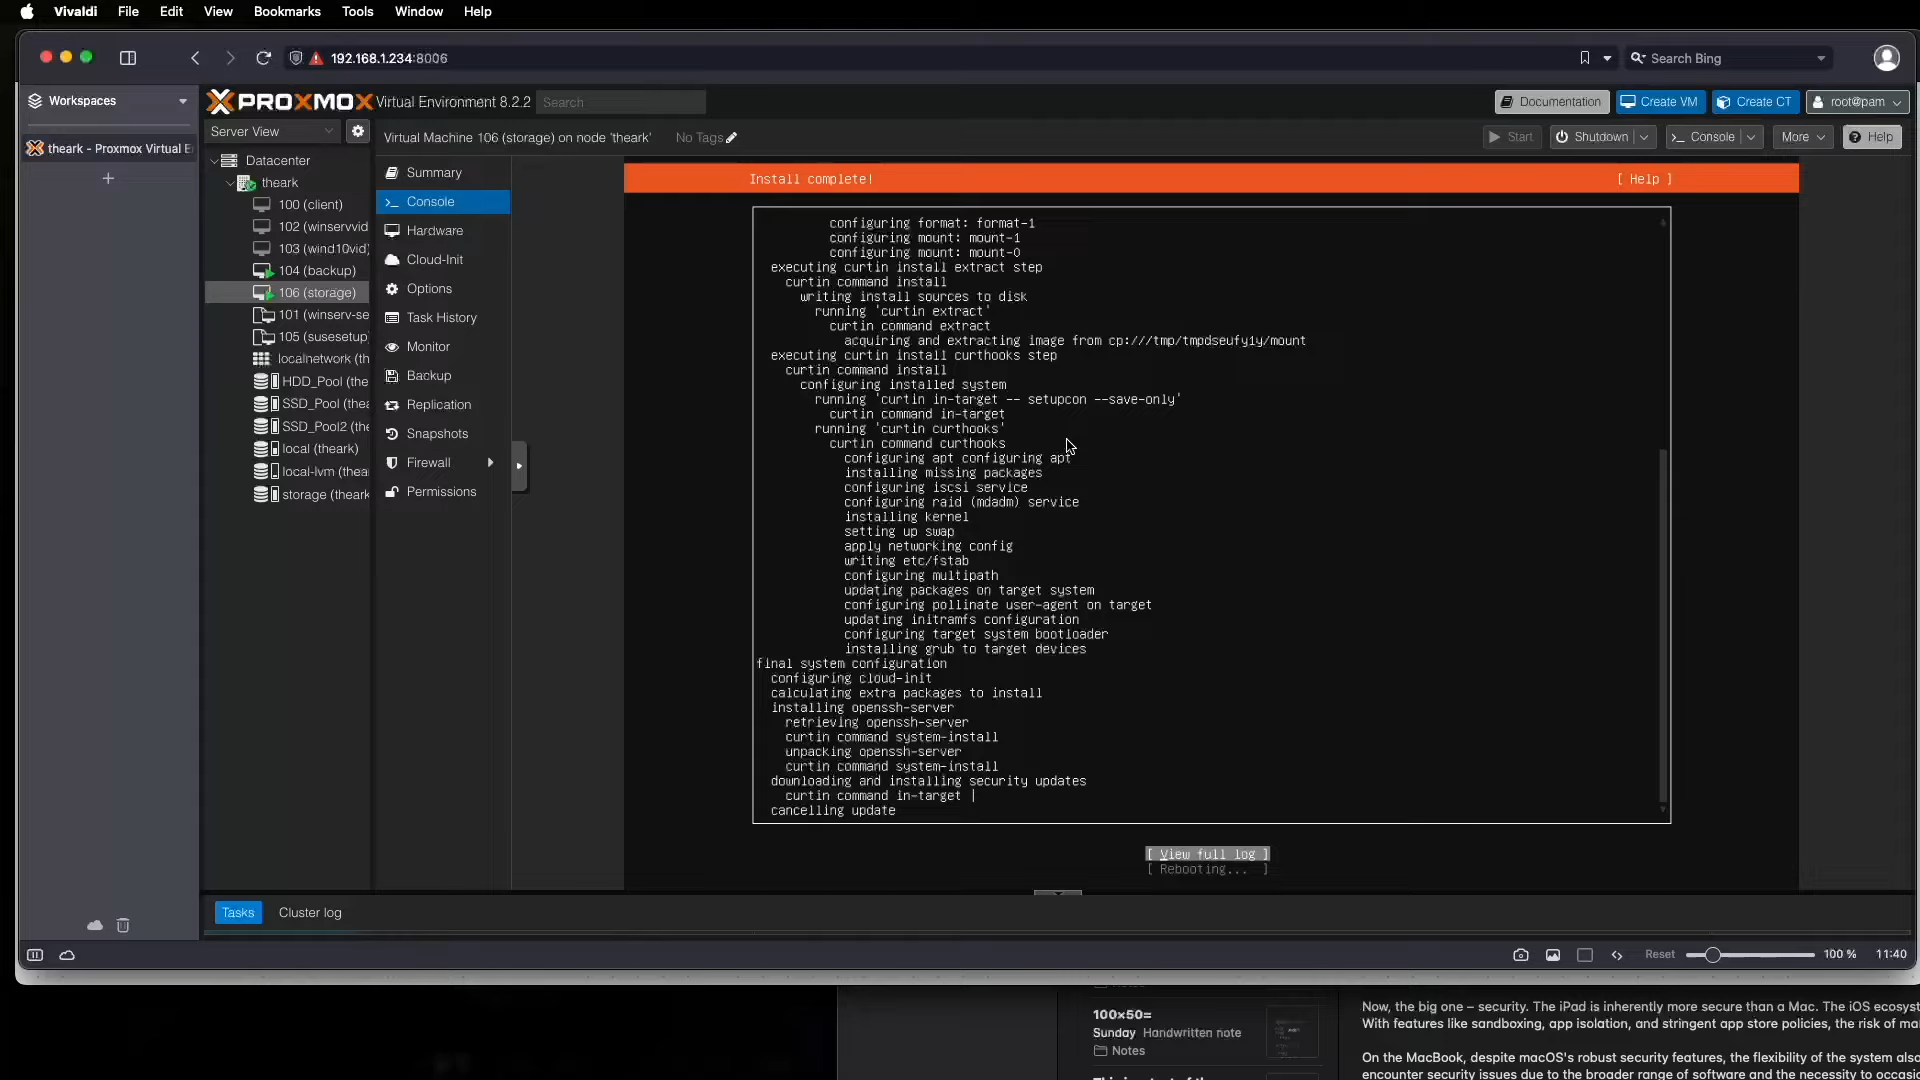 Vivaldi File Edit View Bookmarks Tools Window Help
192.168.1.234:8006
Search Bing
Workspaces
theark - Proxmox Virtual E
PROXMOX Virtual Environment 8.2.2 Search
Documentation Create VM Create CT root@pam
Server View
Virtual Machine 106 (storage) on node 'theark' No Tags
Start Shutdown Console More Help
Datacenter
theark
100 (client)
102 (winservvid
103 (wind10vid)
104 (backup)
106 (storage)
101 (winserv-se
105 (susesetup)
localnetwork (th
HDD_Pool (the
SSD_Pool (thea
SSD_Pool2 (the
local (theark)
local-lvm (thea
storage (theark
Summary
Console
Hardware
Cloud-Init
Options
Task History
Monitor
Backup
Replication
Snapshots
Firewall
Permissions
Install complete! [ Help ]
configuring format: format-1
configuring mount: mount-1
configuring mount: mount-0
executing curtin install extract step
curtin command install
writing install sources to disk
running 'curtin extract'
curtin command extract
acquiring and extracting image from cp:///tmp/tmpdseufy1y/mount
executing curtin install curthooks step
curtin command install
configuring installed system
running 'curtin in-target -- setupcon --save-only'
curtin command in-target
running 'curtin curthooks'
curtin command curthooks
configuring apt configuring apt
installing missing packages
configuring iscsi service
configuring raid (mdadm) service
installing kernel
setting up swap
apply networking config
writing etc/fstab
configuring multipath
updating packages on target system
configuring pollinate user-agent on target
updating initramfs configuration
configuring target system bootloader
installing grub to target devices
final system configuration
configuring cloud-init
calculating extra packages to install
installing openssh-server
retrieving openssh-server
curtin command system-install
unpacking openssh-server
curtin command system-install
downloading and installing security updates
curtin command in-target |
cancelling update
[ View full log ]
[ Rebooting... ]
Tasks Cluster log
Reset 100 % 11:40
100×50=
Sunday Handwritten note
Notes
Now, the big one – security. The iPad is inherently more secure than a Mac. The iOS ecosyst
With features like sandboxing, app isolation, and stringent app store policies, the risk of ma
On the MacBook, despite macOS's robust security features, the flexibility of the system also
encounter security issues due to the broader range of software and the necessity to occasio